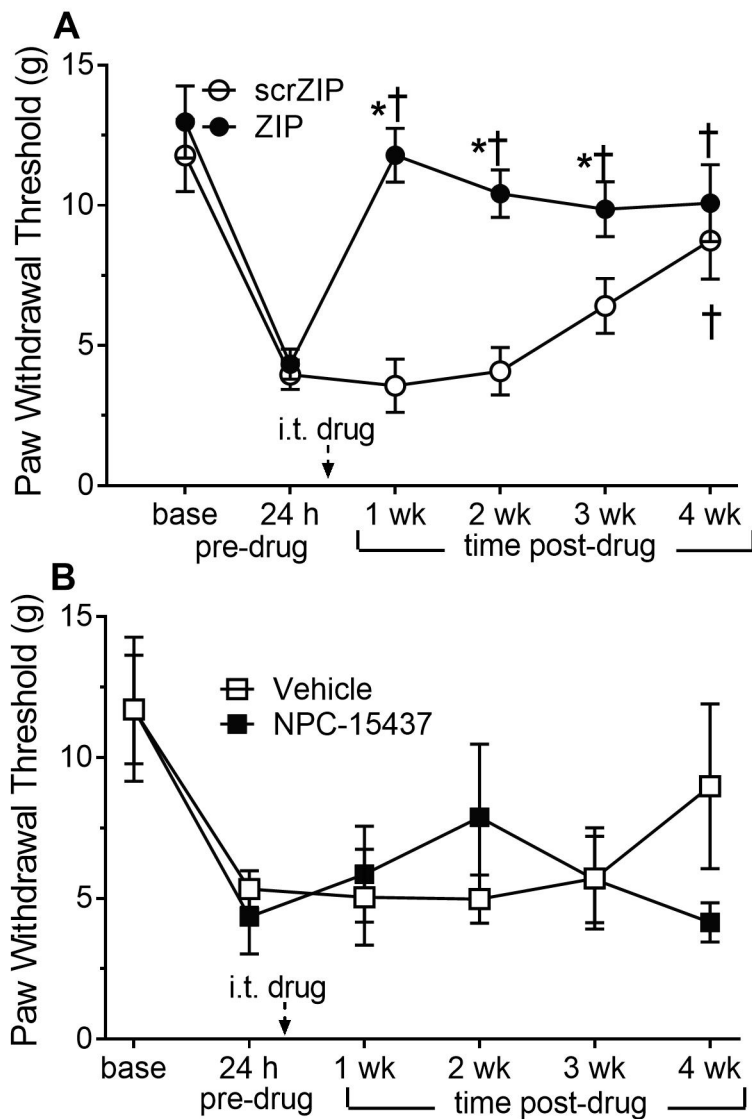 A
Paw Withdrawal Threshold (g)
15
10
5
0
scrZIP
ZIP
*†
*†
*†
†
†
i.t. drug
base 24 h 1 wk 2 wk 3 wk 4 wk
pre-drug time post-drug
B
Paw Withdrawal Threshold (g)
15
10
5
0
Vehicle
NPC-15437
i.t. drug
base 24 h 1 wk 2 wk 3 wk 4 wk
pre-drug time post-drug